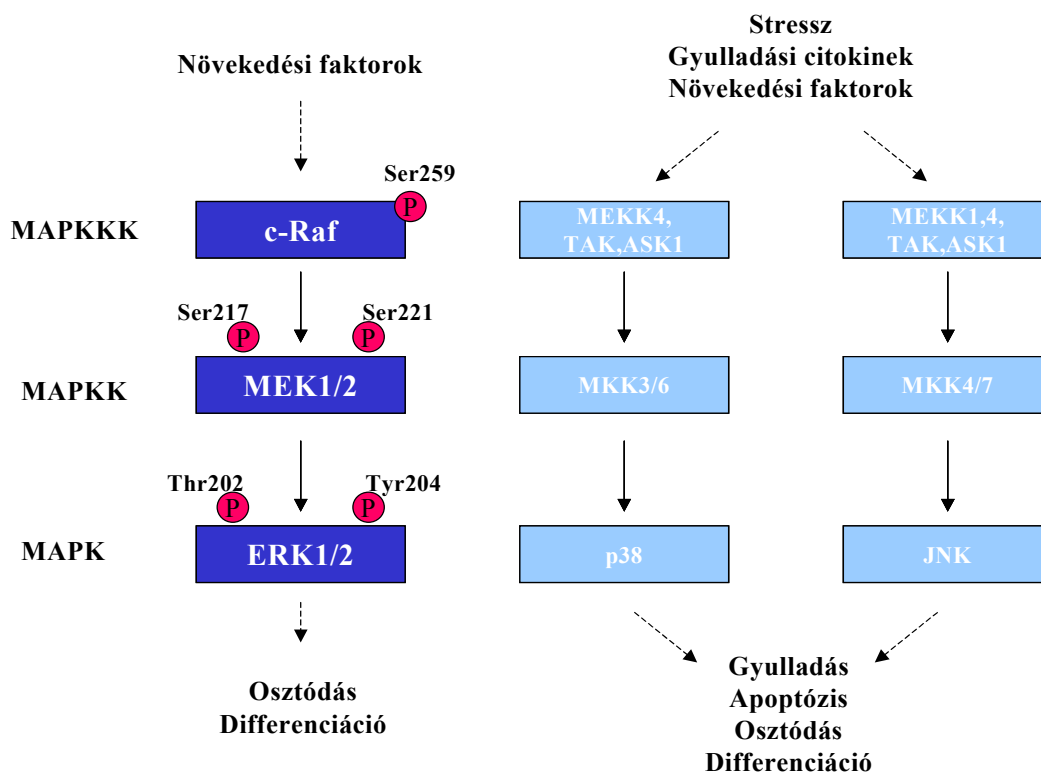 Növekedési faktorok
Stressz
Gyulladási citokinek
Növekedési faktorok
Ser259
P
MAPKKK
c-Raf
MEKK4,
TAK,ASK1
MEKK1,4,
TAK,ASK1
Ser217
Ser221
P
P
MAPKK
MEK1/2
MKK3/6
MKK4/7
Thr202
Tyr204
P
P
MAPK
ERK1/2
p38
JNK
Osztódás
Differenciáció
Gyulladás
Apoptózis
Osztódás
Differenciáció